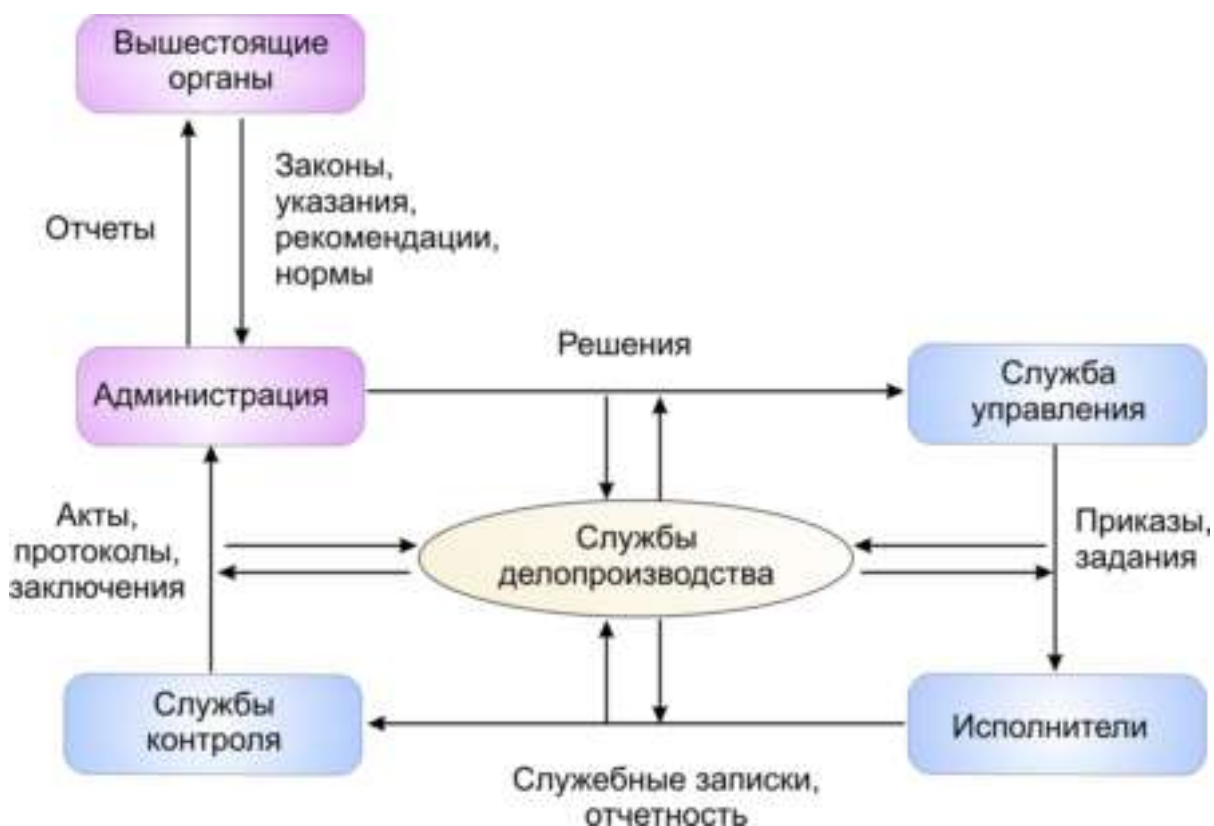 Вышестоящие
органы
Законы,
указания,
рекомендации,
нормы
Отчеты
Решения
Администрация
Служба
управления
Акты,
протоколы,
заключения
Службы
делопроизводства
Приказы,
задания
Службы
контроля
Исполнители
Служебные записки,
отчетность